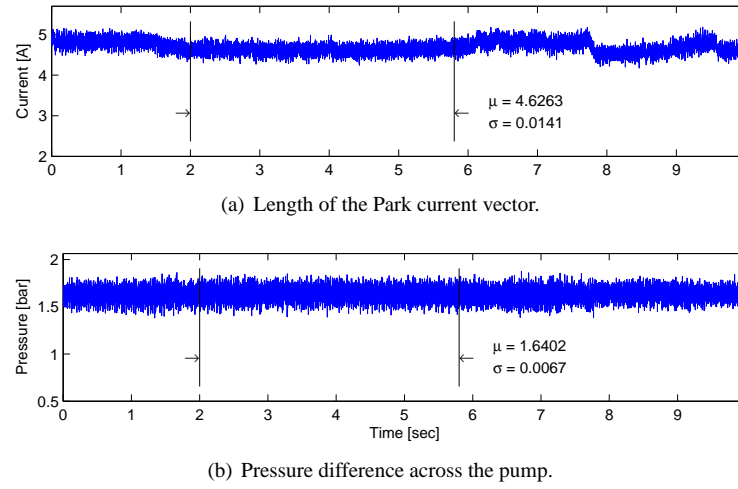 5
4
3
2
Current [A]
μ = 4.6263
σ = 0.0141
0 1 2 3 4 5 6 7 8 9
(a) Length of the Park current vector.
2
1.5
1
0.5
Pressure [bar]
μ = 1.6402
σ = 0.0067
0 1 2 3 4 5 6 7 8 9
Time [sec]
(b) Pressure difference across the pump.